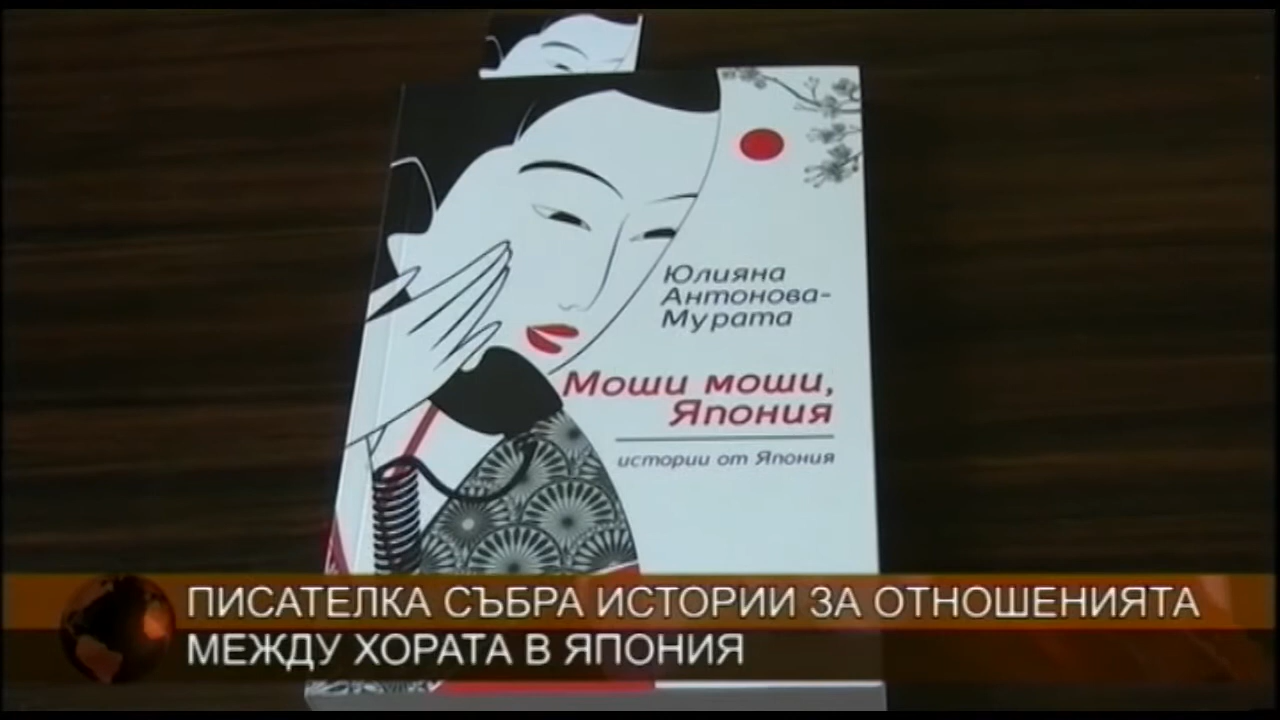 Юлияна
Антонова-
Мурата
Моши моши,
Япония
истории от Япония
ПИСАТЕЛКА СЪБРА ИСТОРИИ ЗА ОТНОШЕНИЯТА
МЕЖДУ ХОРАТА В ЯПОНИЯ